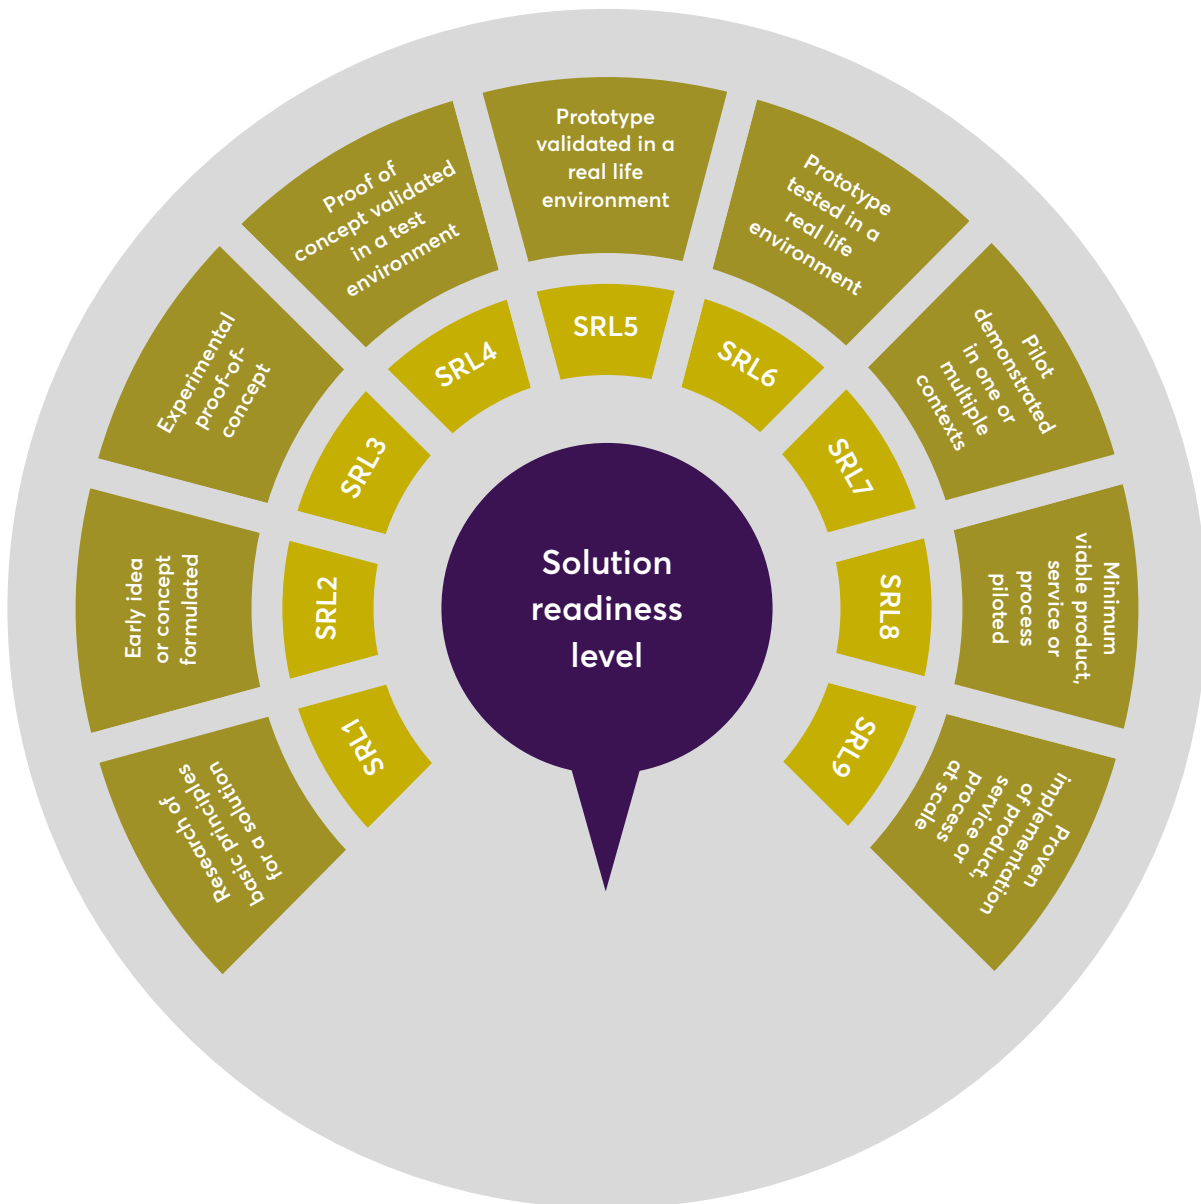 Solution
readiness
level
SRL1
Research of
basic principles
for a solution
SRL2
Early idea
or concept
formulated
SRL3
Experimental
proof-of-
concept
SRL4
Proof of
concept validated
in a test
environment
SRL5
Prototype
validated in a
real life
environment
SRL6
Prototype
tested in a
real life
environment
SRL7
Pilot
demonstrated
in one or
multiple
contexts
SRL8
Minimum
viable product,
service or
process
piloted
SRL9
Proven
implementation
of product,
service or
process
at scale